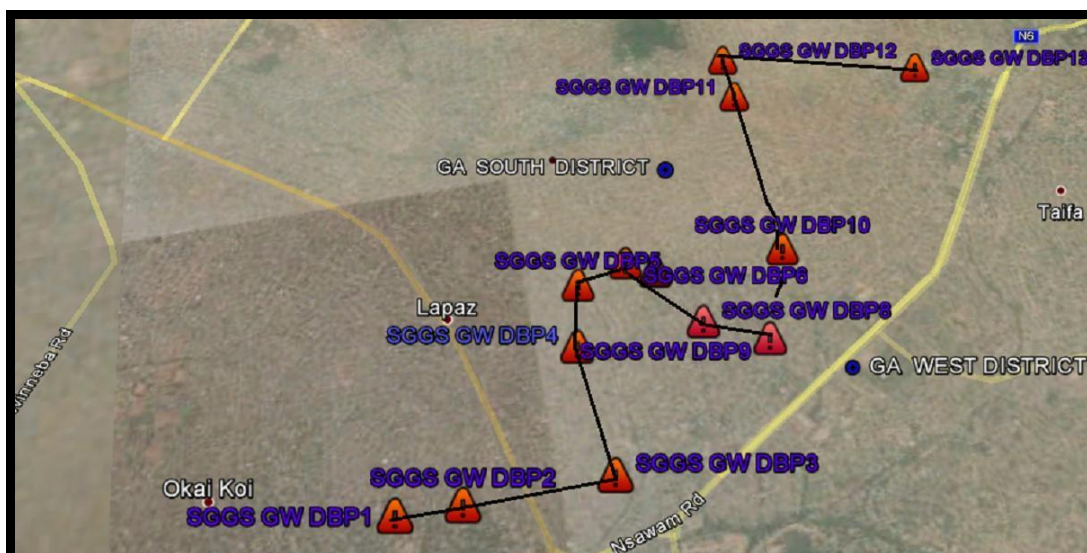 N6
SGGS GW DBP12
SGGS GW DBP13
SGGS GW DBP11
GA SOUTH DISTRICT
Taifa
SGGS GW DBP10
SGGS GW DBP5
SGGS GW DBP6
Lapaz
SGGS GW DBP8
SGGS GW DBP4
SGGS GW DBP9
Winneba Rd
GA WEST DISTRICT
SGGS GW DBP3
SGGS GW DBP2
Okai Koi
SGGS GW DBP1
Nsawam Rd